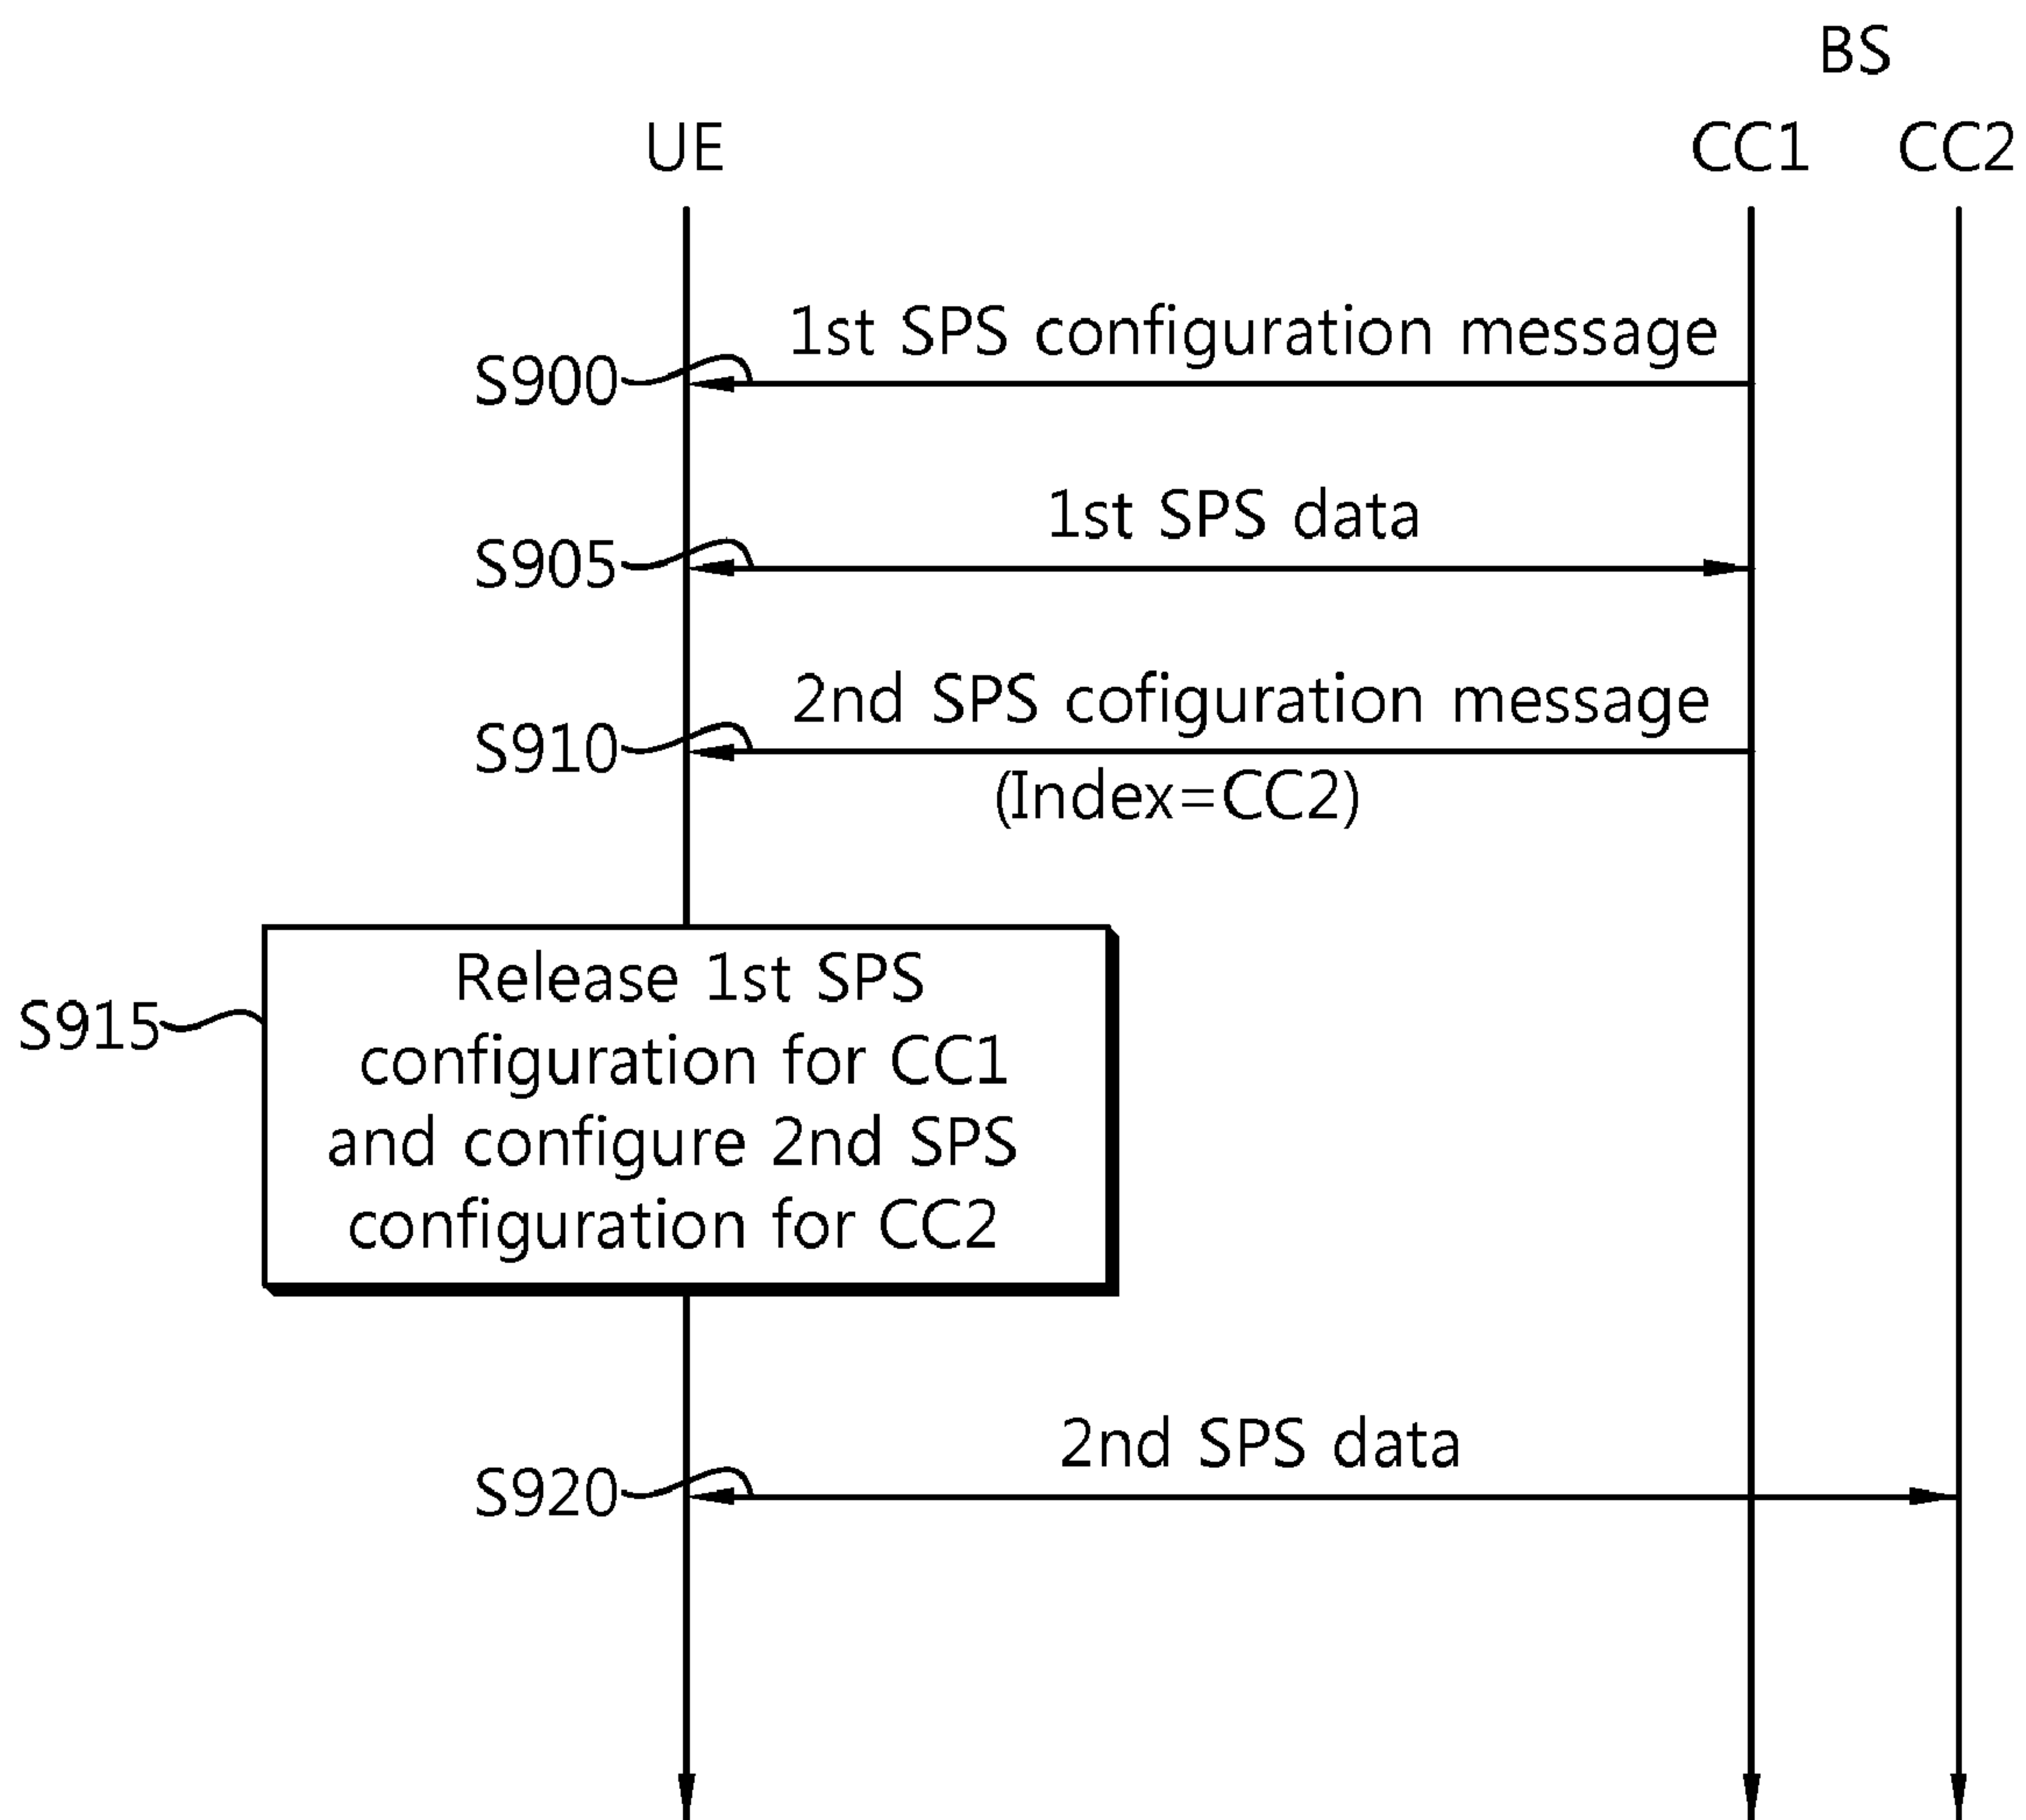 BS
UE
CC1
CC2
1st SPS configuration message
S900
1st SPS data
S905
2nd SPS cofiguration message
S910
(Index=CC2)
Release 1st SPS
configuration for CC1
and configure 2nd SPS
configuration for CC2
S915
2nd SPS data
S920